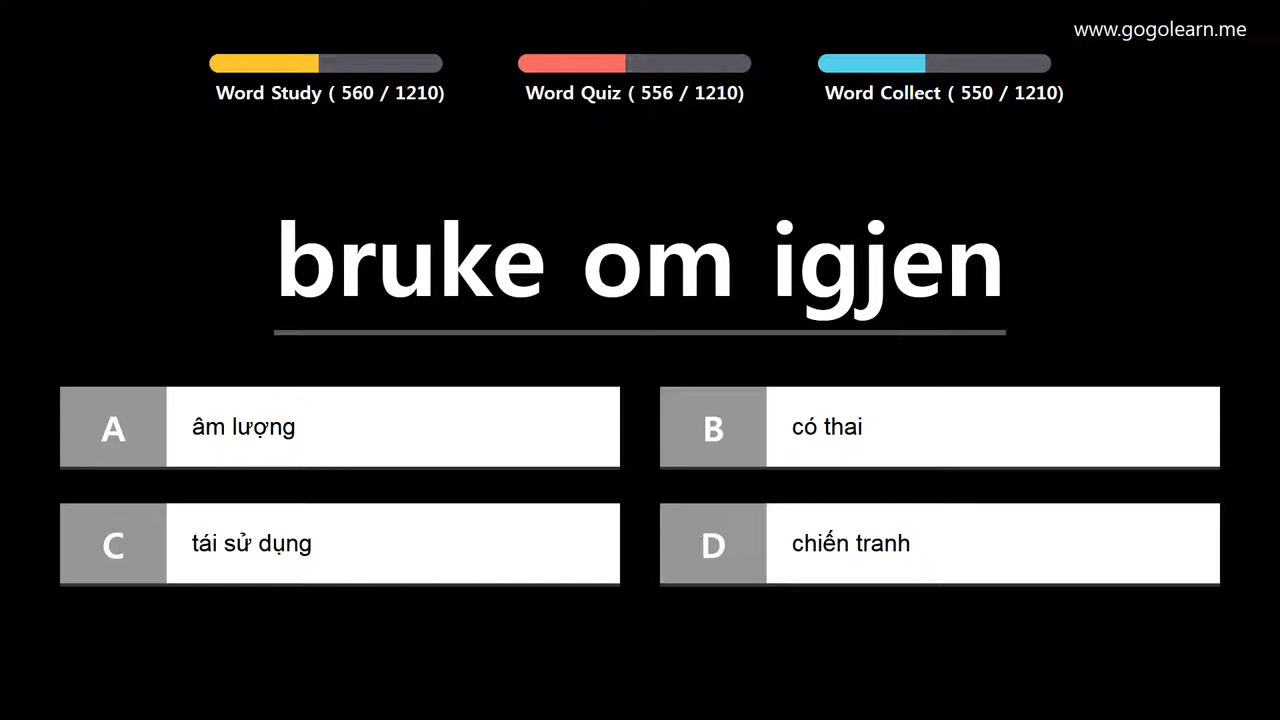 www.gogolearn.me
Word Study ( 560 / 1210)
Word Quiz ( 556 / 1210)
Word Collect ( 550 / 1210)
bruke om igjen
A
âm lượng
B
có thai
C
tái sử dụng
D
chiến tranh